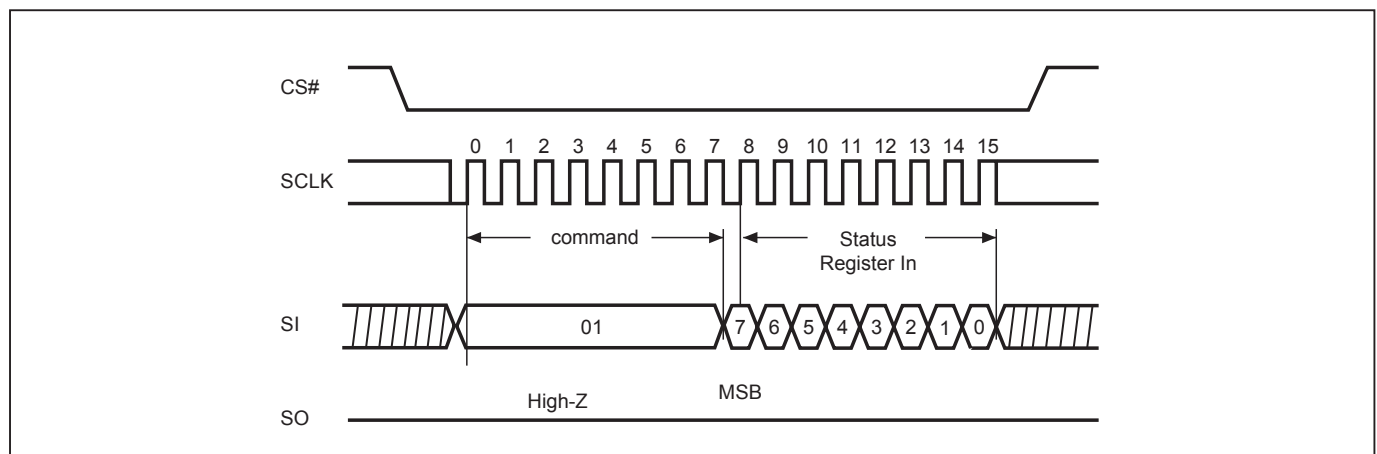 CS#
0 1 2 3 4 5 6 7 8 9 10 11 12 13 14 15
SCLK
command
Status
Register In
SI
01
7 6 5 4 3 2 1 0
MSB
High-Z
SO